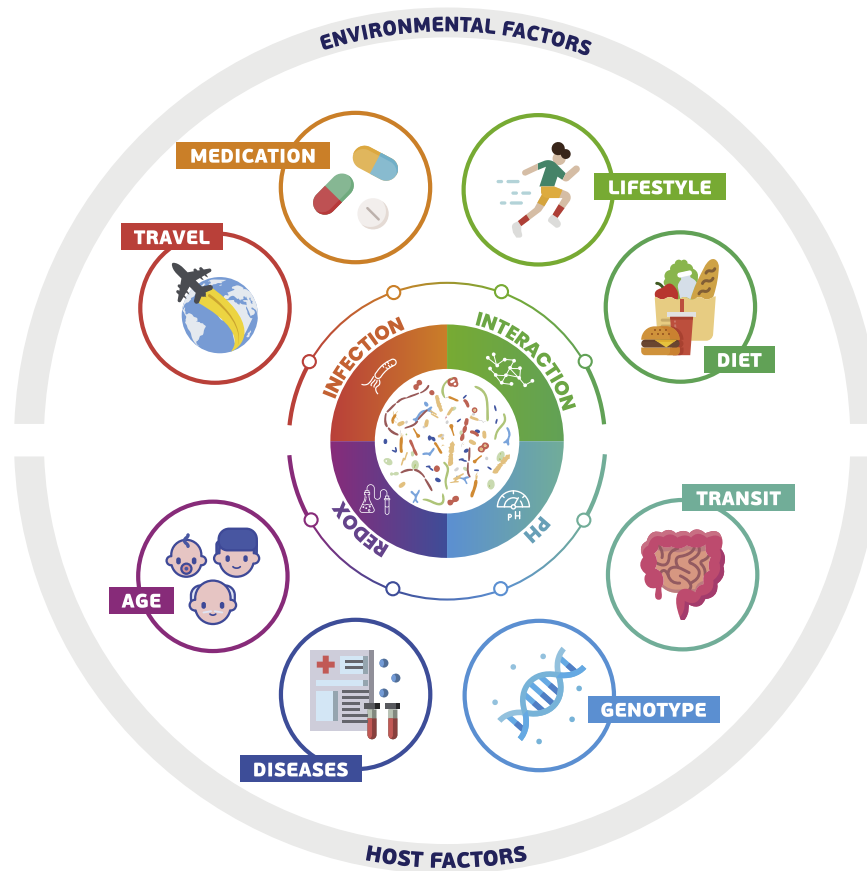 ENVIRONMENTAL FACTORS
MEDICATION
LIFESTYLE
TRAVEL
DIET
INFECTION
INTERACTION
REDOX
PH
PH
TRANSIT
AGE
GENOTYPE
DISEASES
HOST FACTORS